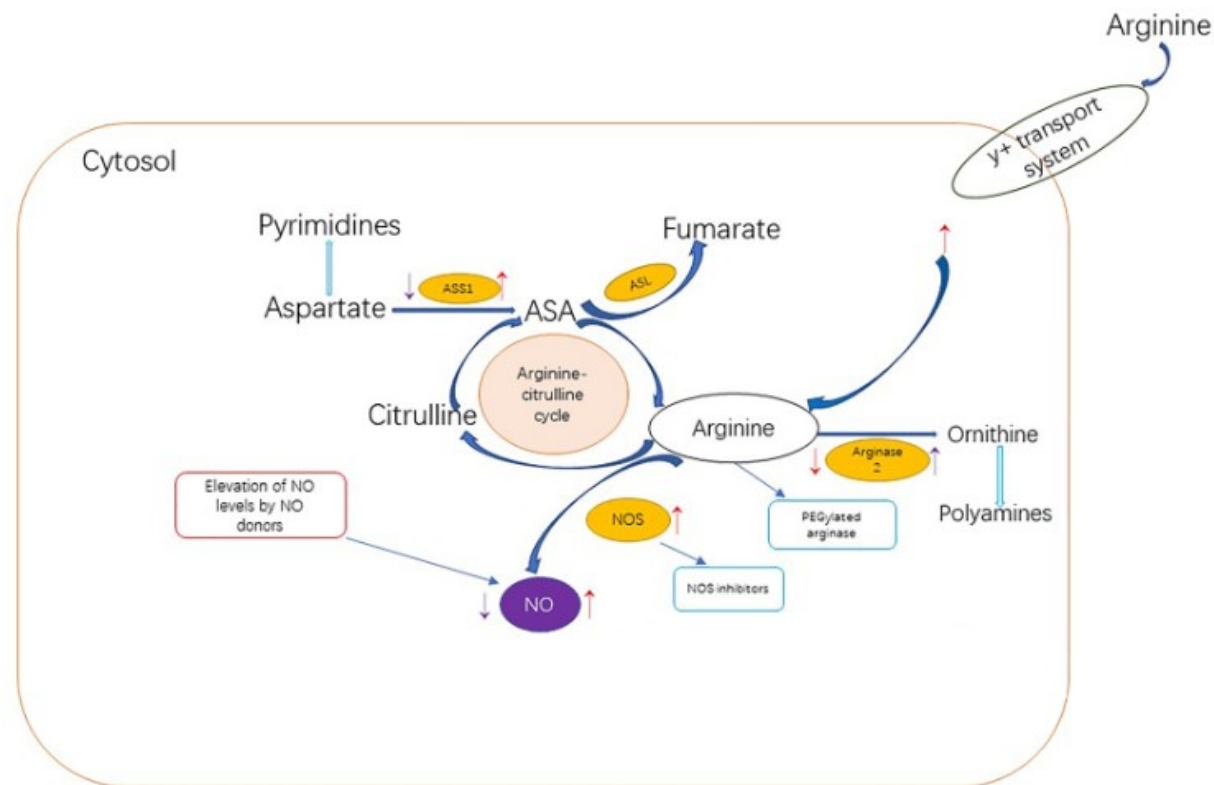 Arginine
y+ transport
system
Cytosol
Pyrimidines
Fumarate
ASS1
ASL
Aspartate
ASA
Arginine-
citrulline
cycle
Citrulline
Arginine
Ornithine
Arginase
2
Elevation of NO
levels by NO
donors
NOS
PEGylated
arginase
Polyamines
NOS inhibitors
NO